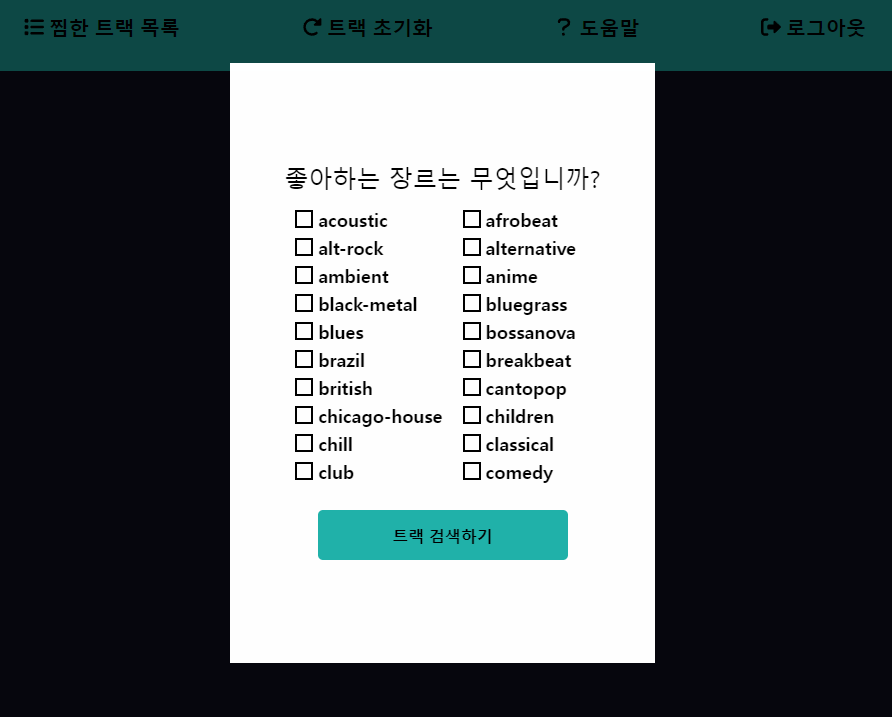 찜한 트랙 목록 트랙 초기화 도움말 로그아웃
좋아하는 장르는 무엇입니까?
acoustic afrobeat
alt-rock alternative
ambient anime
black-metal bluegrass
blues bossanova
brazil breakbeat
british cantopop
chicago-house children
chill classical
club comedy
트랙 검색하기